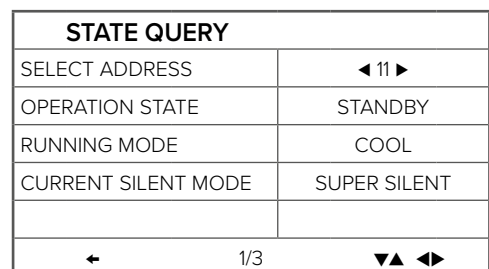 STATE QUERY
SELECT ADDRESS ◀ 11 ▶
OPERATION STATE STANDBY
RUNNING MODE COOL
CURRENT SILENT MODE SUPER SILENT
← 1/3 ▼▲ ◀▶